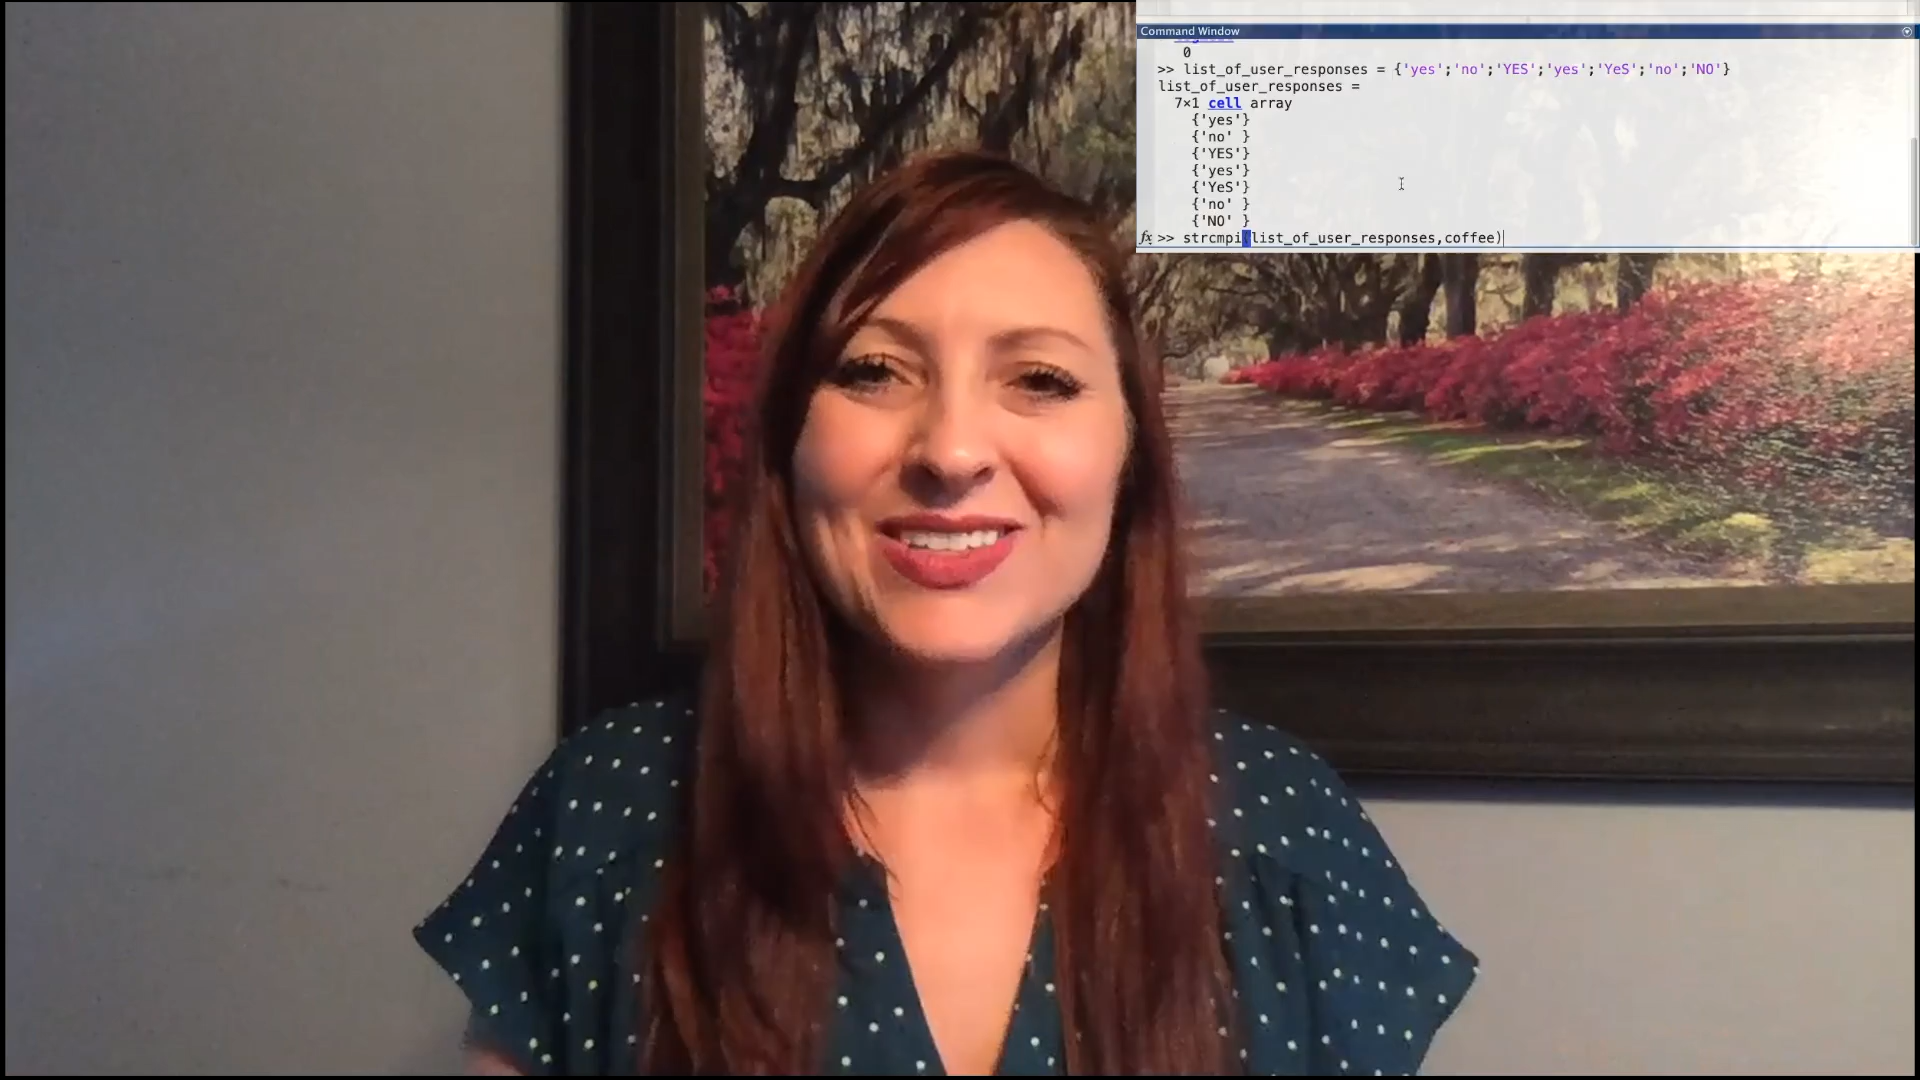 Command Window
0
>> list_of_user_responses = {'yes';'no';'YES';'yes';'YeS';'no';'NO'}
list_of_user_responses =
7×1 cell array
{'yes'}
{'no' }
{'YES'}
{'yes'}
{'YeS'}
{'no' }
{'NO' }
fx >> strcmpi(list_of_user_responses,coffee)